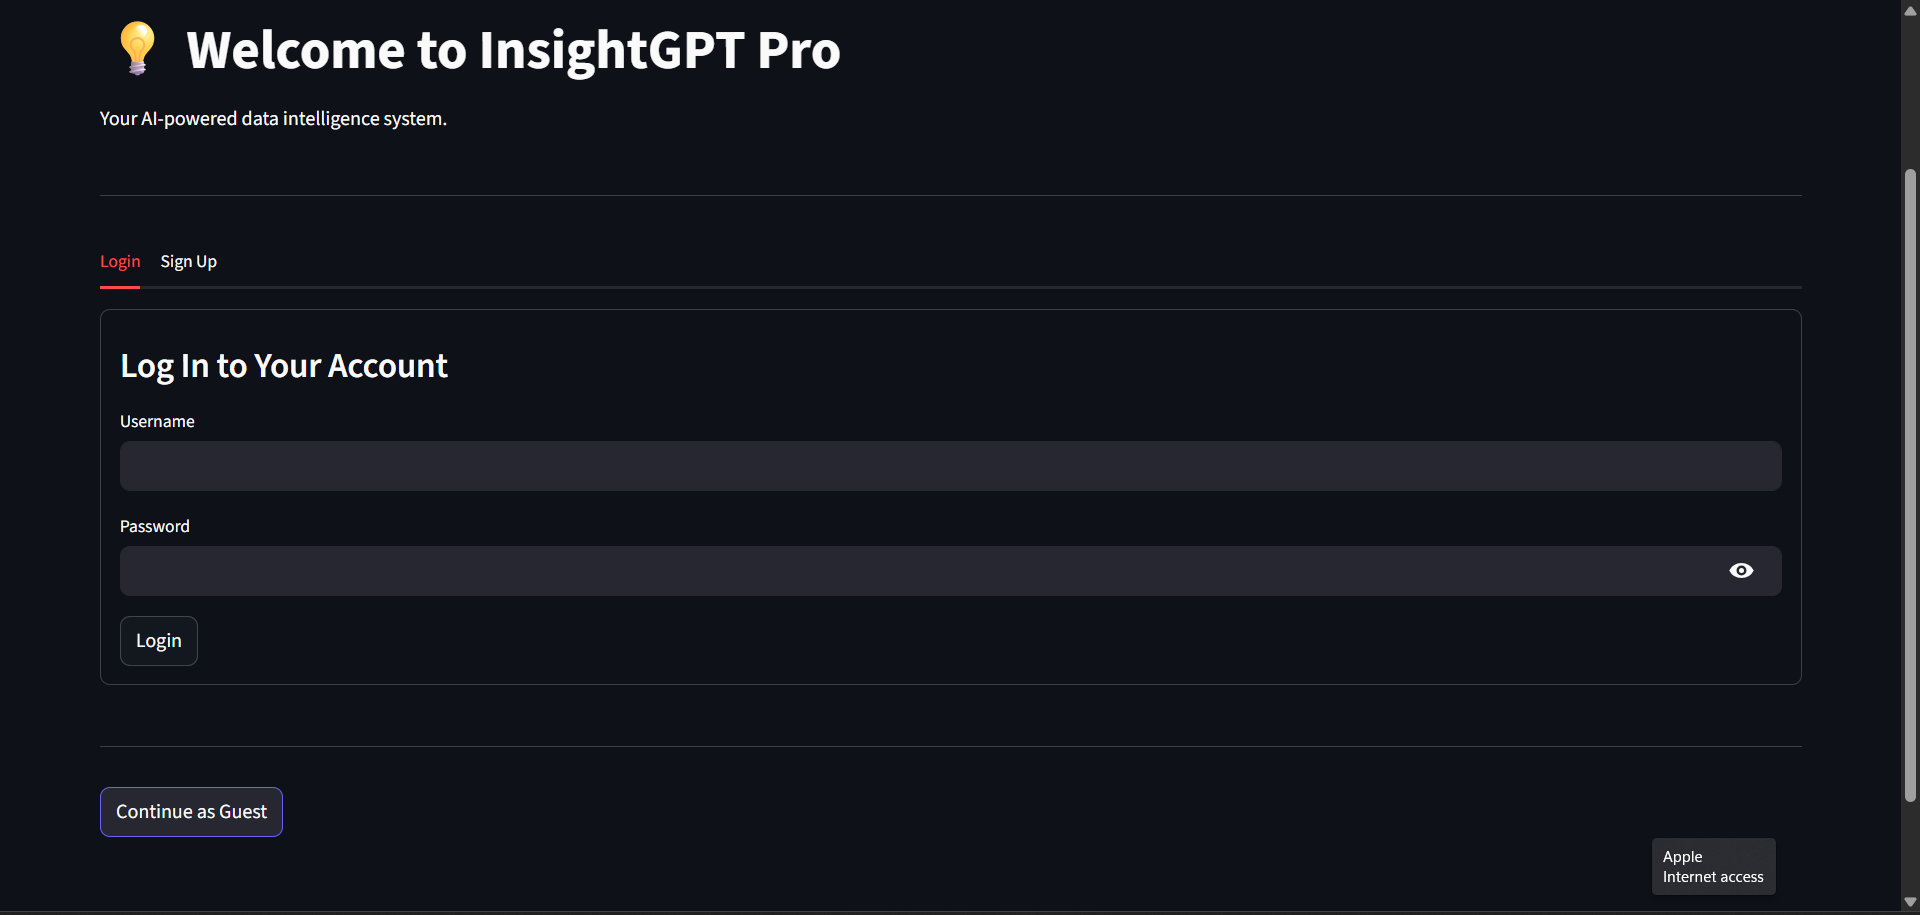 Welcome to InsightGPT Pro
Your AI-powered data intelligence system.
Login
Sign Up
Log In to Your Account
Username
Password
Login
Continue as Guest
Apple
Internet access